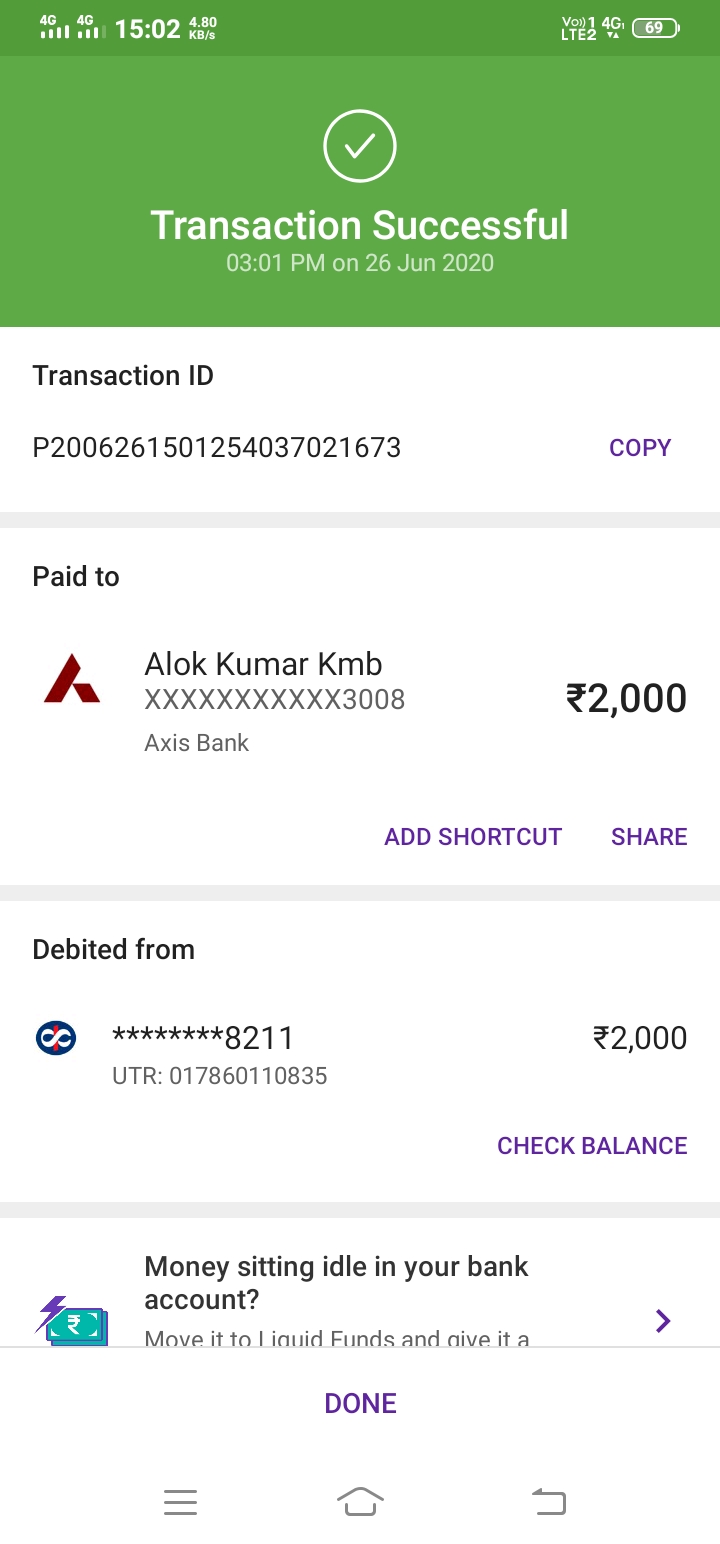 4G 4G 15:02 4.80 KB/s Vo)) 1 LTE2 4G 69
Transaction Successful
03:01 PM on 26 Jun 2020
Transaction ID
P2006261501254037021673 COPY
Paid to
Alok Kumar Kmb
XXXXXXXXXXX3008
₹2,000
Axis Bank
ADD SHORTCUT SHARE
Debited from
********8211 ₹2,000
UTR: 017860110835
CHECK BALANCE
Money sitting idle in your bank
account?
Move it to Liquid Funds and give it a
DONE